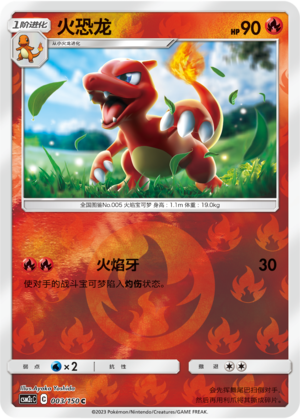 1阶进化
火恐龙
HP90
从小火龙进化
全国图鉴No.005 火焰宝可梦 身高：1.1m 体重：19.0kg
火焰牙 30
使对手的战斗宝可梦陷入灼伤状态。
弱点 ×2 抗性 撤退
Illus. Ayaka Yoshida
CSM2c C G 003/150 C
©2023 Pokémon/Nintendo/Creatures/GAME FREAK.